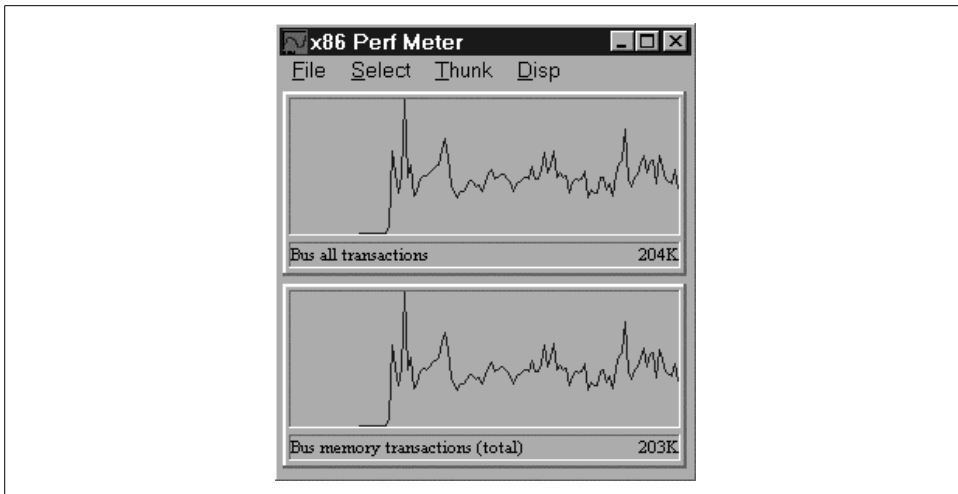 x86 Perf Meter
File Select Thunk Disp
Bus all transactions 204K
Bus memory transactions (total) 203K